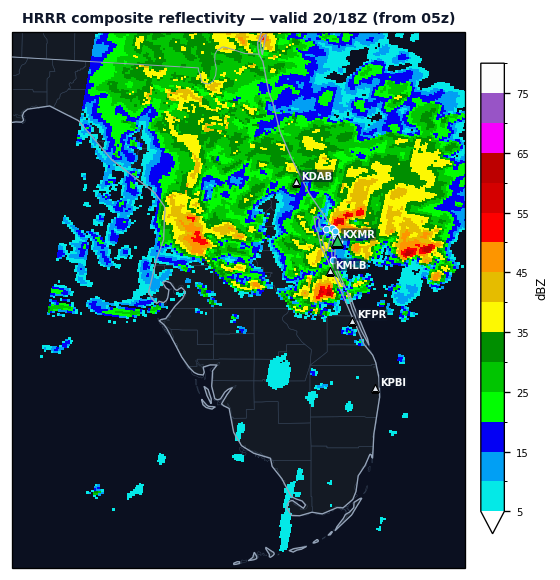 HRRR composite reflectivity — valid 20/18Z (from 05z)
KDAB
KXMR
KMLB
KFPR
KPBI
75
65
55
45
35
25
15
5
dBZ